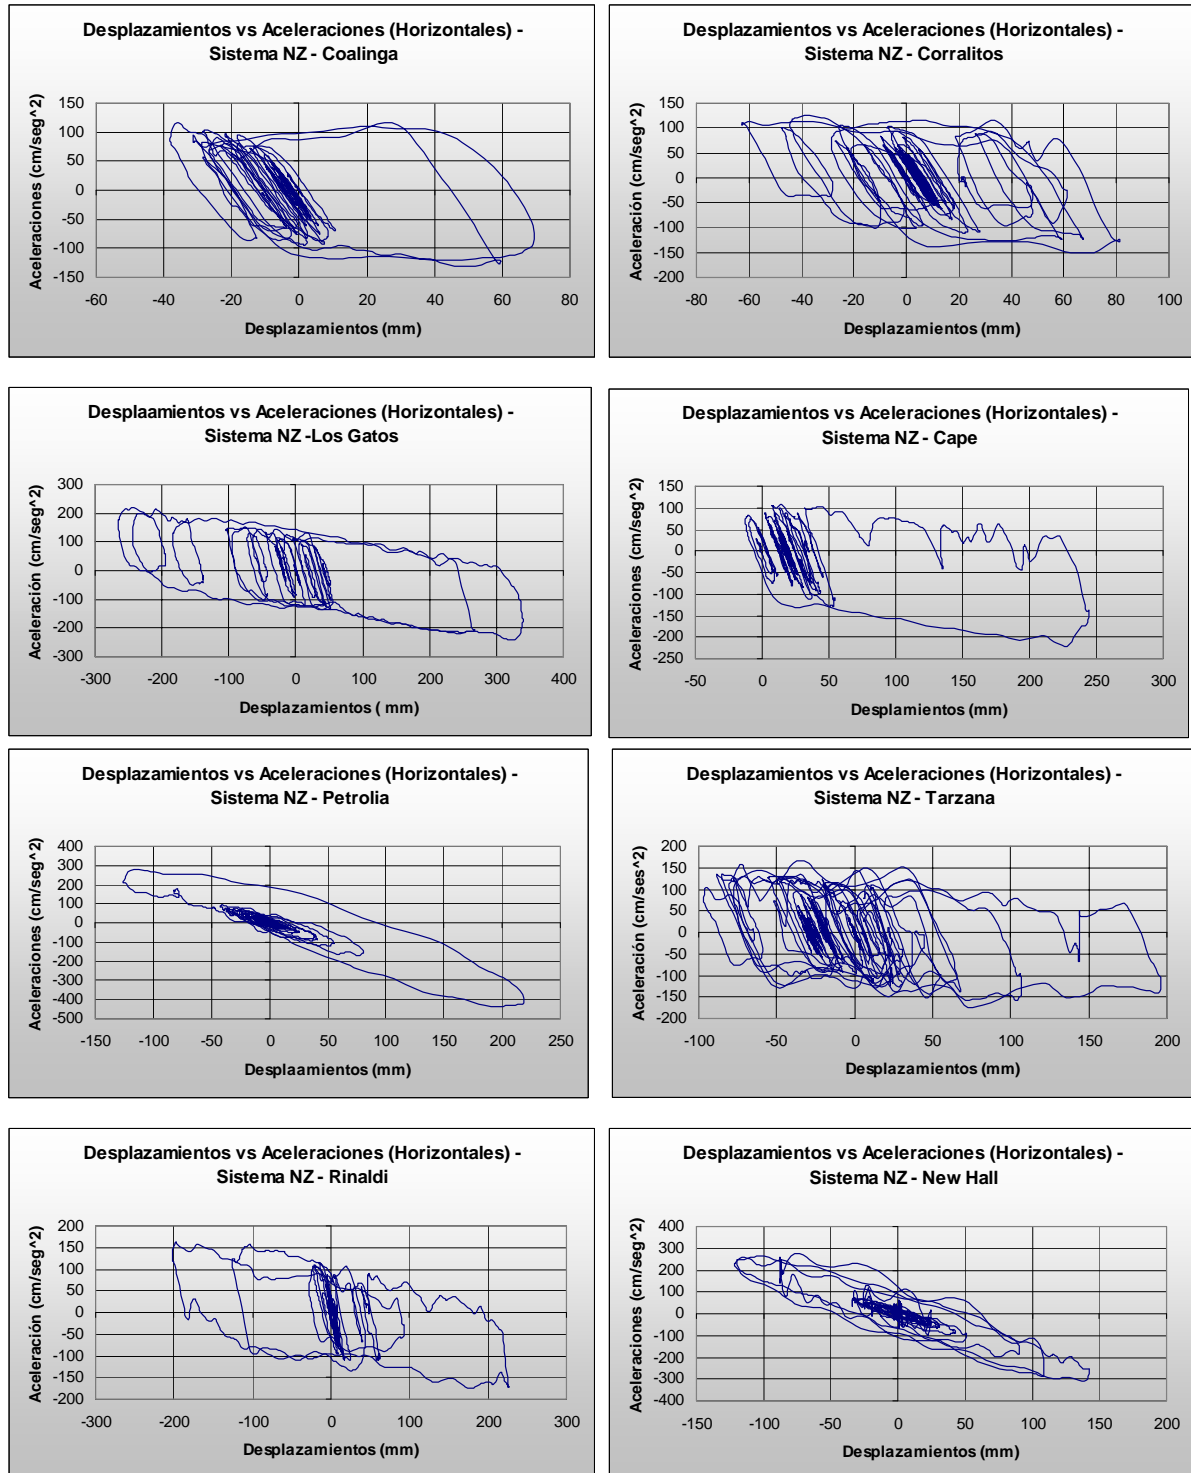 Desplazamientos vs Aceleraciones (Horizontales) -
Sistema NZ - Coalinga
Aceleraciones (cm/seg^2)
150
100
50
0
-50
-100
-150
-60 -40 -20 0 20 40 60 80
Desplazamientos (mm)
Desplazamientos vs Aceleraciones (Horizontales) -
Sistema NZ - Corralitos
Aceleración (cm/seg^2)
150
100
50
0
-50
-100
-150
-200
-80 -60 -40 -20 0 20 40 60 80 100
Desplazamientos (mm)
Desplaamientos vs Aceleraciones (Horizontales) -
Sistema NZ -Los Gatos
Aceleración (cm/seg^2)
300
200
100
0
-100
-200
-300
-300 -200 -100 0 100 200 300 400
Desplazamientos ( mm)
Desplazamientos vs Aceleraciones (Horizontales) -
Sistema NZ - Cape
Aceleraciones (cm/seg^2)
150
100
50
0
-50
-100
-150
-200
-250
-50 0 50 100 150 200 250 300
Desplamientos (mm)
Desplazamientos vs Aceleraciones (Horizontales) -
Sistema NZ - Petrolia
Aceleraciones (cm/seg^2)
400
300
200
100
0
-100
-200
-300
-400
-500
-150 -100 -50 0 50 100 150 200 250
Desplaamientos (mm)
Desplazamientos vs Aceleraciones (Horizontales) -
Sistema NZ - Tarzana
Aceleración (cm/ses^2)
200
150
100
50
0
-50
-100
-150
-200
-100 -50 0 50 100 150 200
Desplazamientos (mm)
Desplazamientos vs Aceleraciones (Horizontales) -
Sistema NZ - Rinaldi
Aceleración (cm/seg^2)
200
150
100
50
0
-50
-100
-150
-200
-300 -200 -100 0 100 200 300
Desplazamientos (mm)
Desplazamientos vs Aceleraciones (Horizontales) -
Sistema NZ - New Hall
Aceleraciones (cm/seg^2)
400
300
200
100
0
-100
-200
-300
-400
-150 -100 -50 0 50 100 150 200
Desplazamientos (mm)